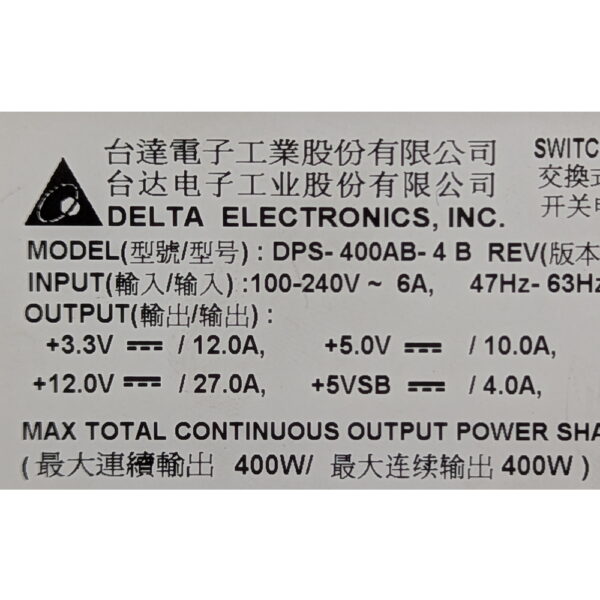 台達電子工業股份有限公司 SWITC
台达电子工业股份有限公司 交換式
DELTA ELECTRONICS, INC. 开关电
MODEL(型號/型号) : DPS- 400AB- 4 B REV(版本
INPUT(輸入/输入) :100-240V ~ 6A, 47Hz- 63Hz
OUTPUT(輸出/输出) :
+3.3V ⎓ / 12.0A, +5.0V ⎓ / 10.0A,
+12.0V ⎓ / 27.0A, +5VSB ⎓ / 4.0A,
MAX TOTAL CONTINUOUS OUTPUT POWER SHA
( 最大連續輸出 400W/ 最大连续输出 400W )